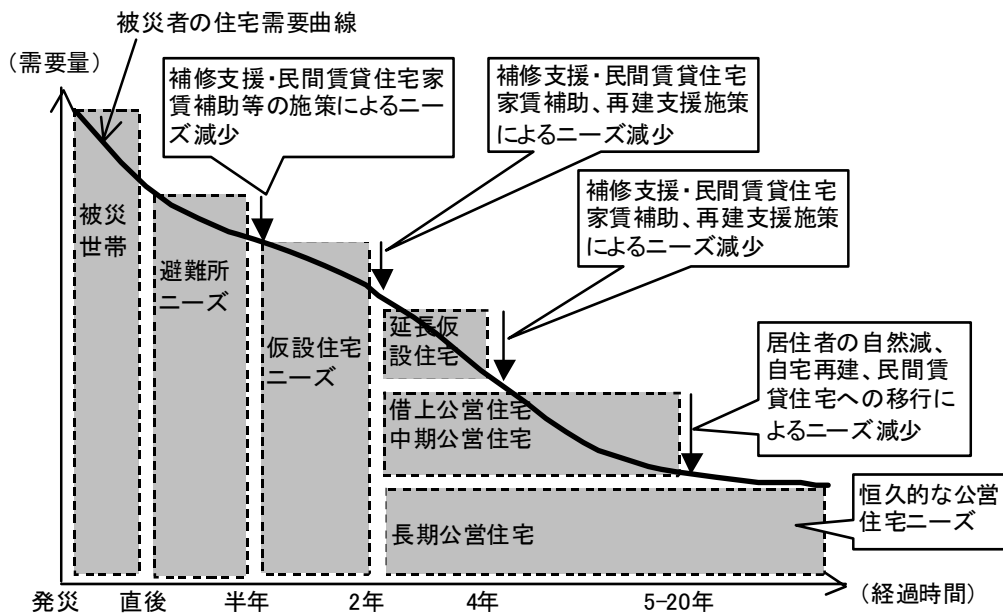 被災者の住宅需要曲線
（需要量）
補修支援・民間賃貸住宅家
賃補助等の施策によるニー
ズ減少
補修支援・民間賃貸住宅
家賃補助、再建支援施策
によるニーズ減少
補修支援・民間賃貸住宅
家賃補助、再建支援施策
によるニーズ減少
被災
世帯
避難所
ニーズ
仮設住宅
ニーズ
延長仮
設住宅
居住者の自然減、
自宅再建、民間賃
貸住宅への移行に
よるニーズ減少
借上公営住宅
中期公営住宅
恒久的な公営
住宅ニーズ
長期公営住宅
発災
直後
半年
2年
4年
5-20年
（経過時間）